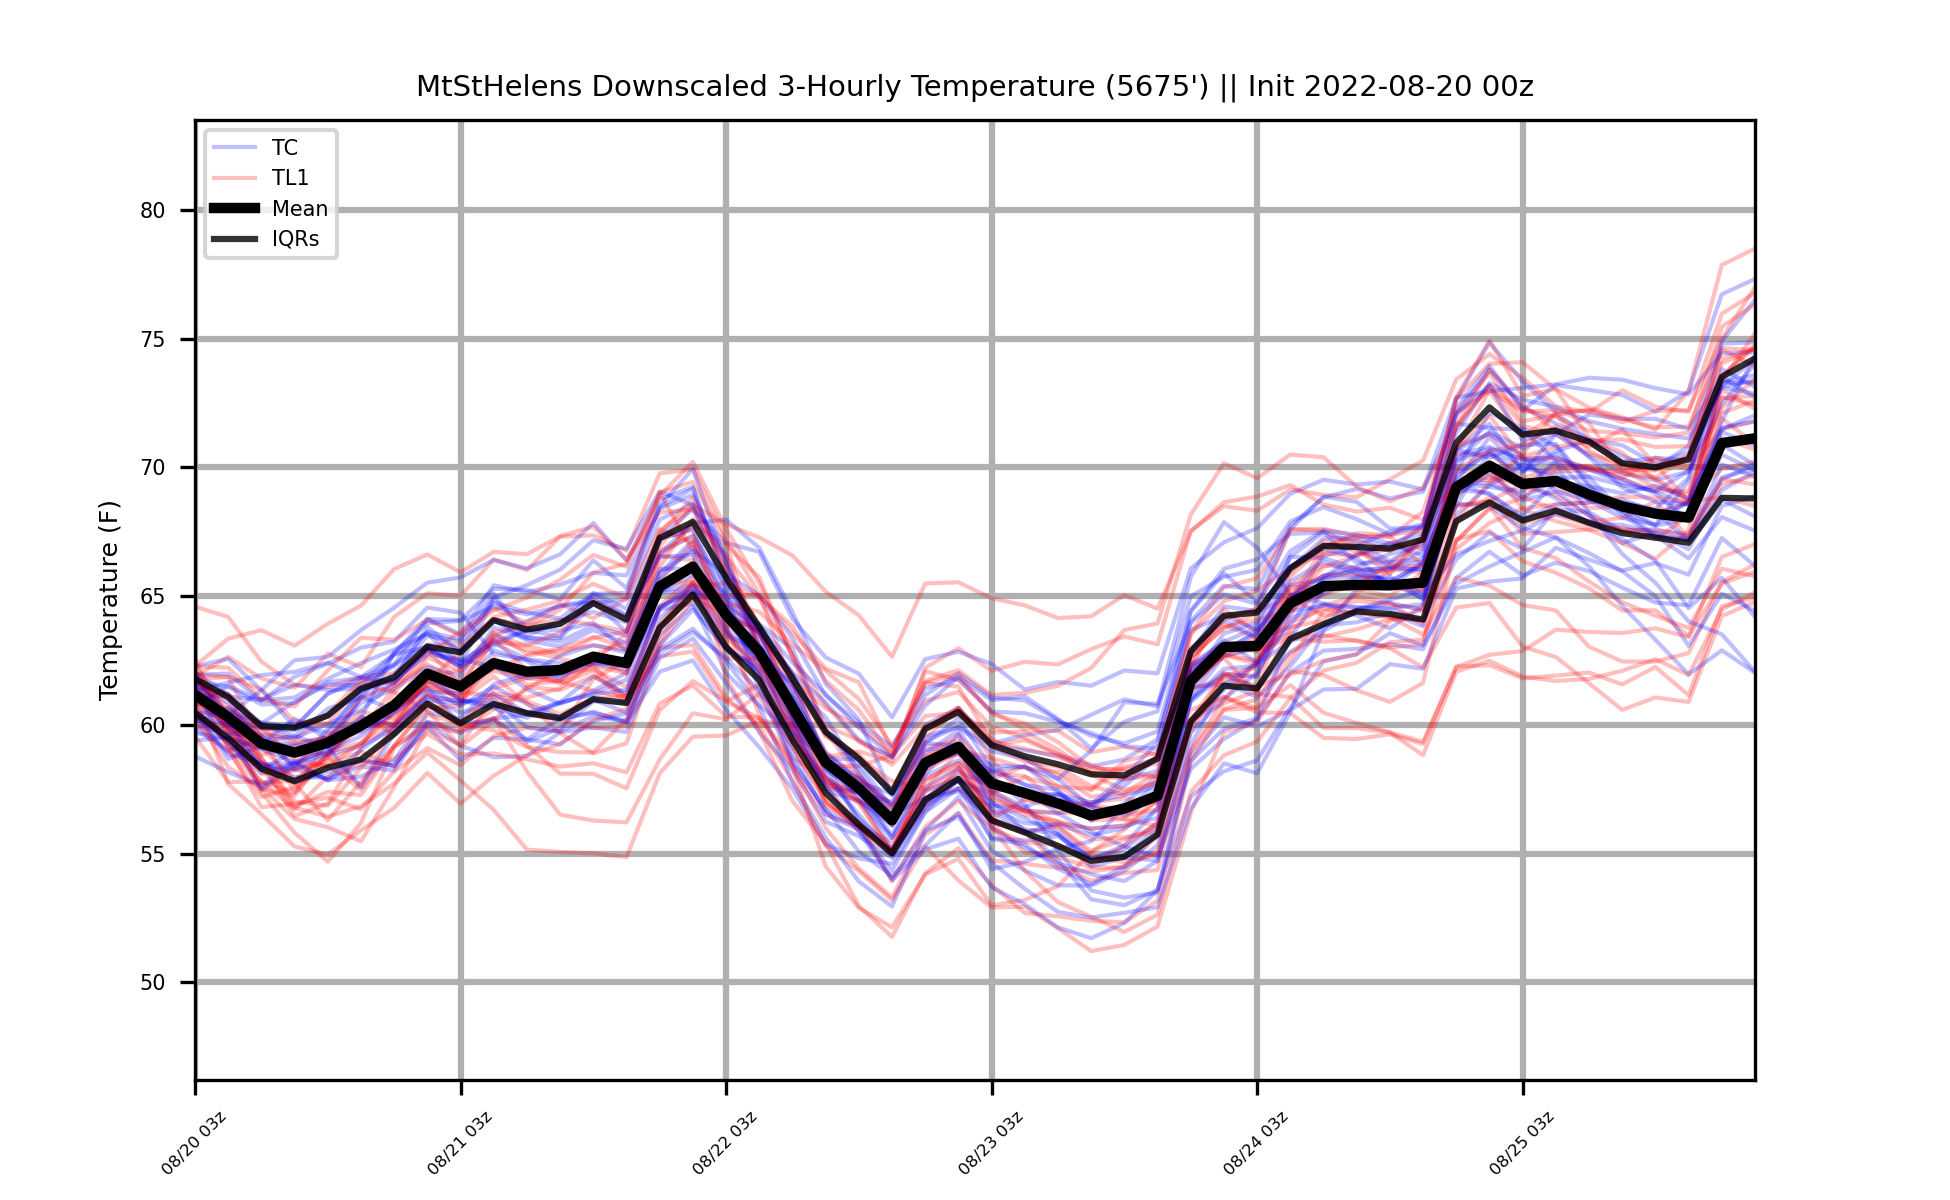 MtStHelens Downscaled 3-Hourly Temperature (5675') || Init 2022-08-20 00z
TC
TL1
Mean
IQRs
Temperature (F)
80
75
70
65
60
55
50
08/20 03z
08/21 03z
08/22 03z
08/23 03z
08/24 03z
08/25 03z